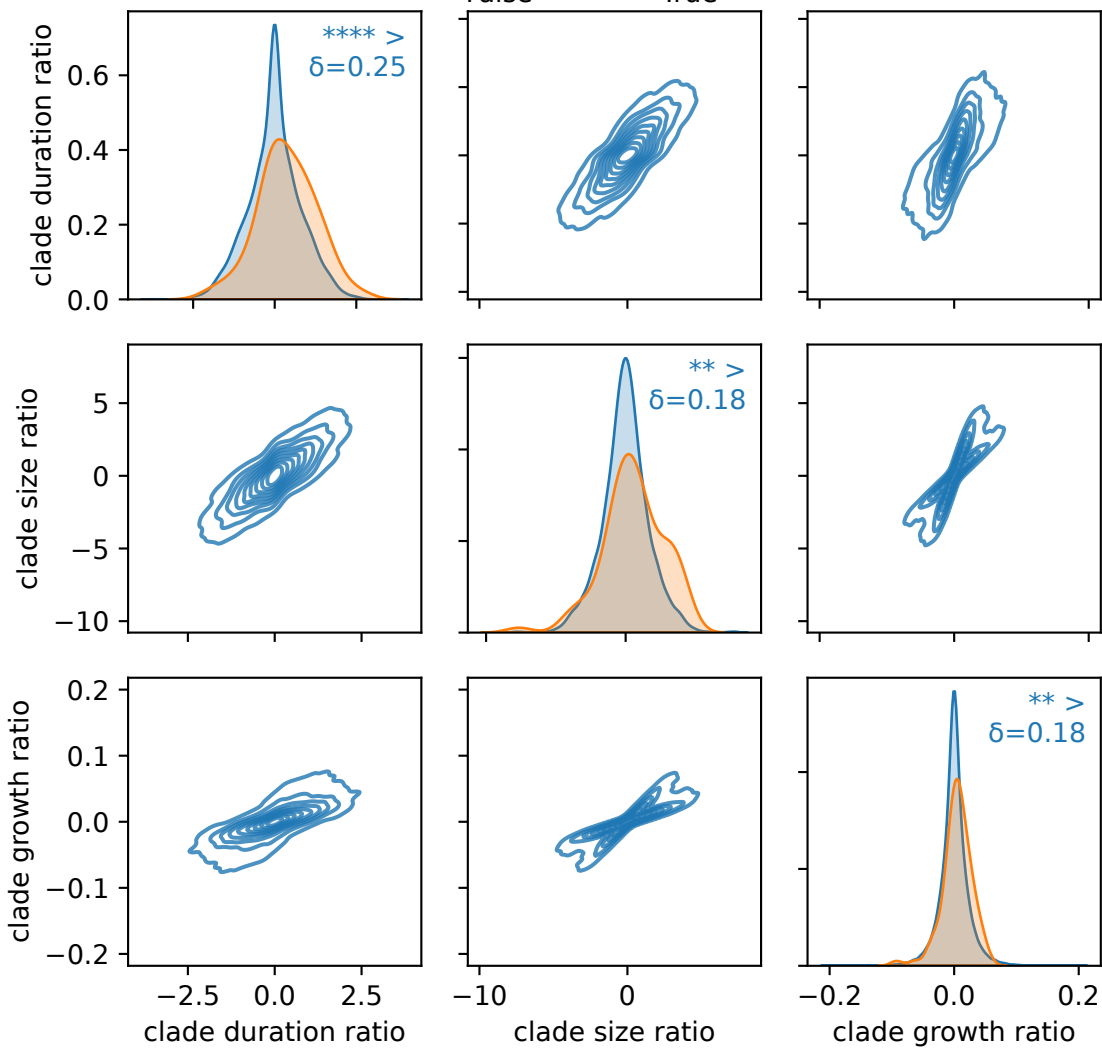 True
clade duration ratio
0.6
0.4
0.2
0.0
**** >
δ=0.25
clade size ratio
5
0
−5
−10
** >
δ=0.18
clade growth ratio
0.2
0.1
0.0
−0.1
−0.2
** >
δ=0.18
−2.5
0.0
2.5
−10
0
−0.2
0.0
0.2
clade duration ratio
clade size ratio
clade growth ratio